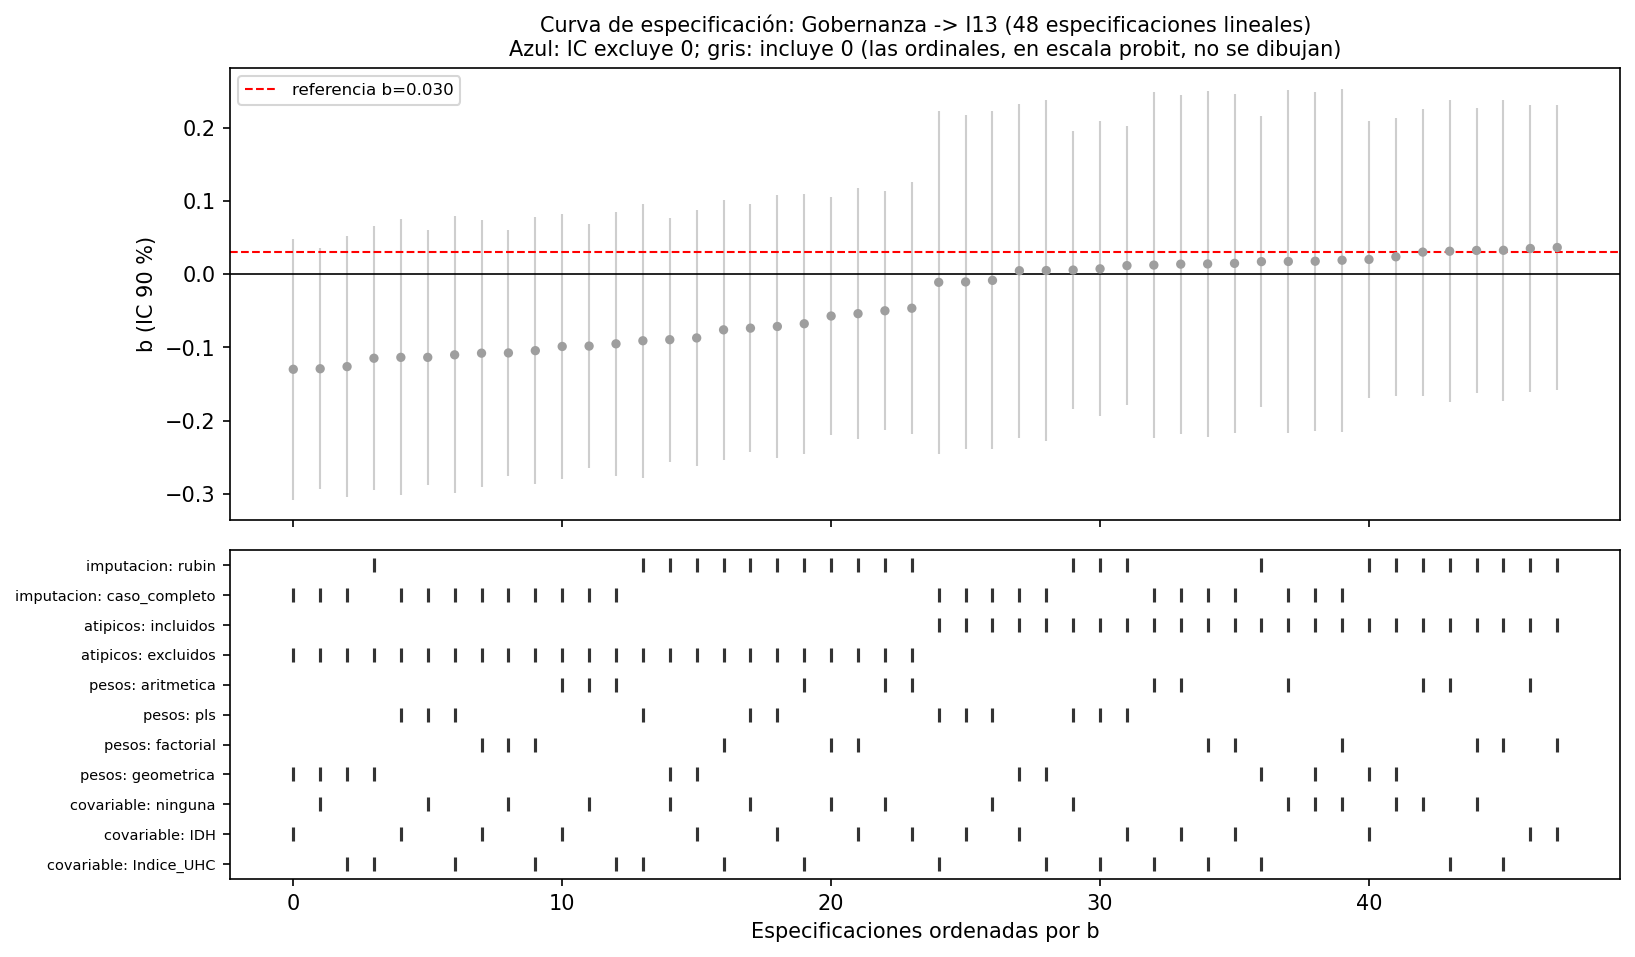 Curva de especificación: Gobernanza -> I13 (48 especificaciones lineales)
Azul: IC excluye 0; gris: incluye 0 (las ordinales, en escala probit, no se dibujan)
referencia b=0.030
b (IC 90 %)
0.2
0.1
0.0
−0.1
−0.2
−0.3
imputacion: rubin
imputacion: caso_completo
atipicos: incluidos
atipicos: excluidos
pesos: aritmetica
pesos: pls
pesos: factorial
pesos: geometrica
covariable: ninguna
covariable: IDH
covariable: Indice_UHC
0 10 20 30 40
Especificaciones ordenadas por b